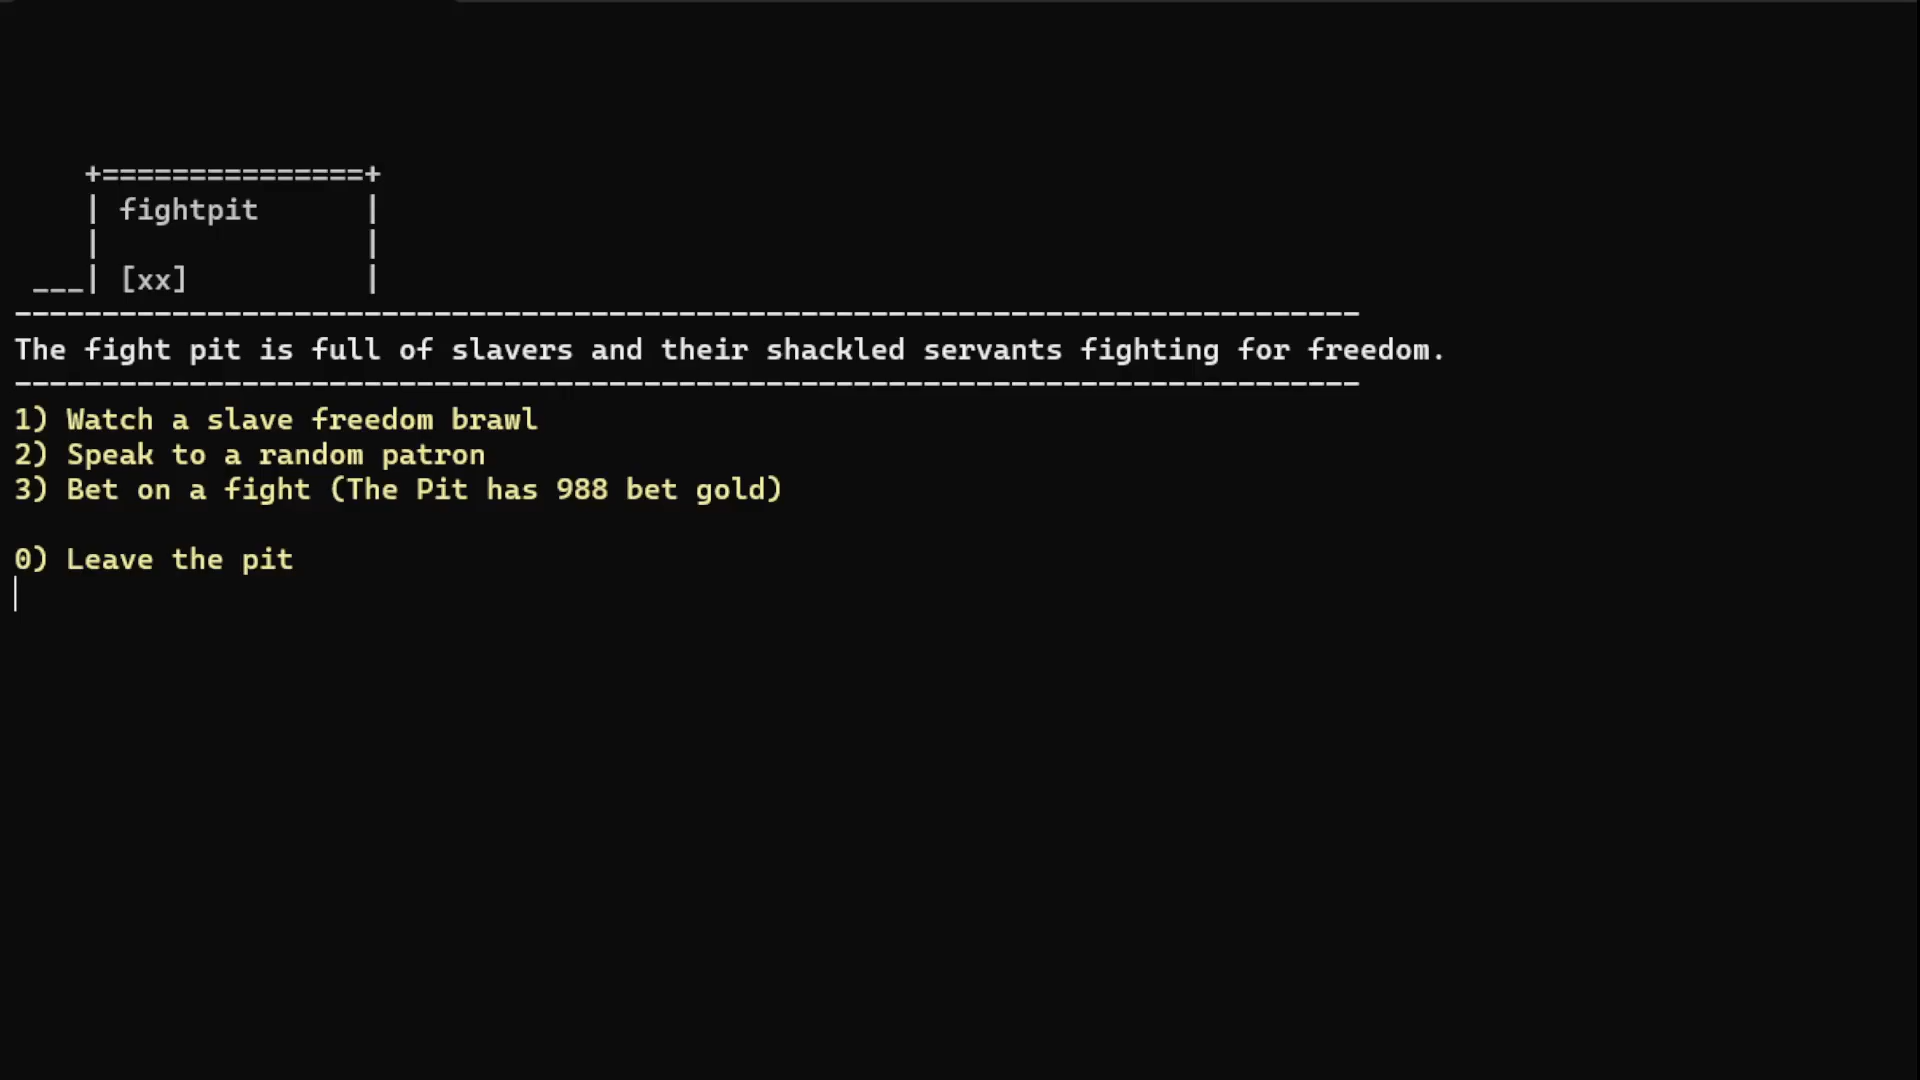 +===============+
| fightpit      |
|               |
___| [xx]          |
-----------------------------------------------------------------------------
The fight pit is full of slavers and their shackled servants fighting for freedom.
-----------------------------------------------------------------------------
1) Watch a slave freedom brawl
2) Speak to a random patron
3) Bet on a fight (The Pit has 988 bet gold)
0) Leave the pit